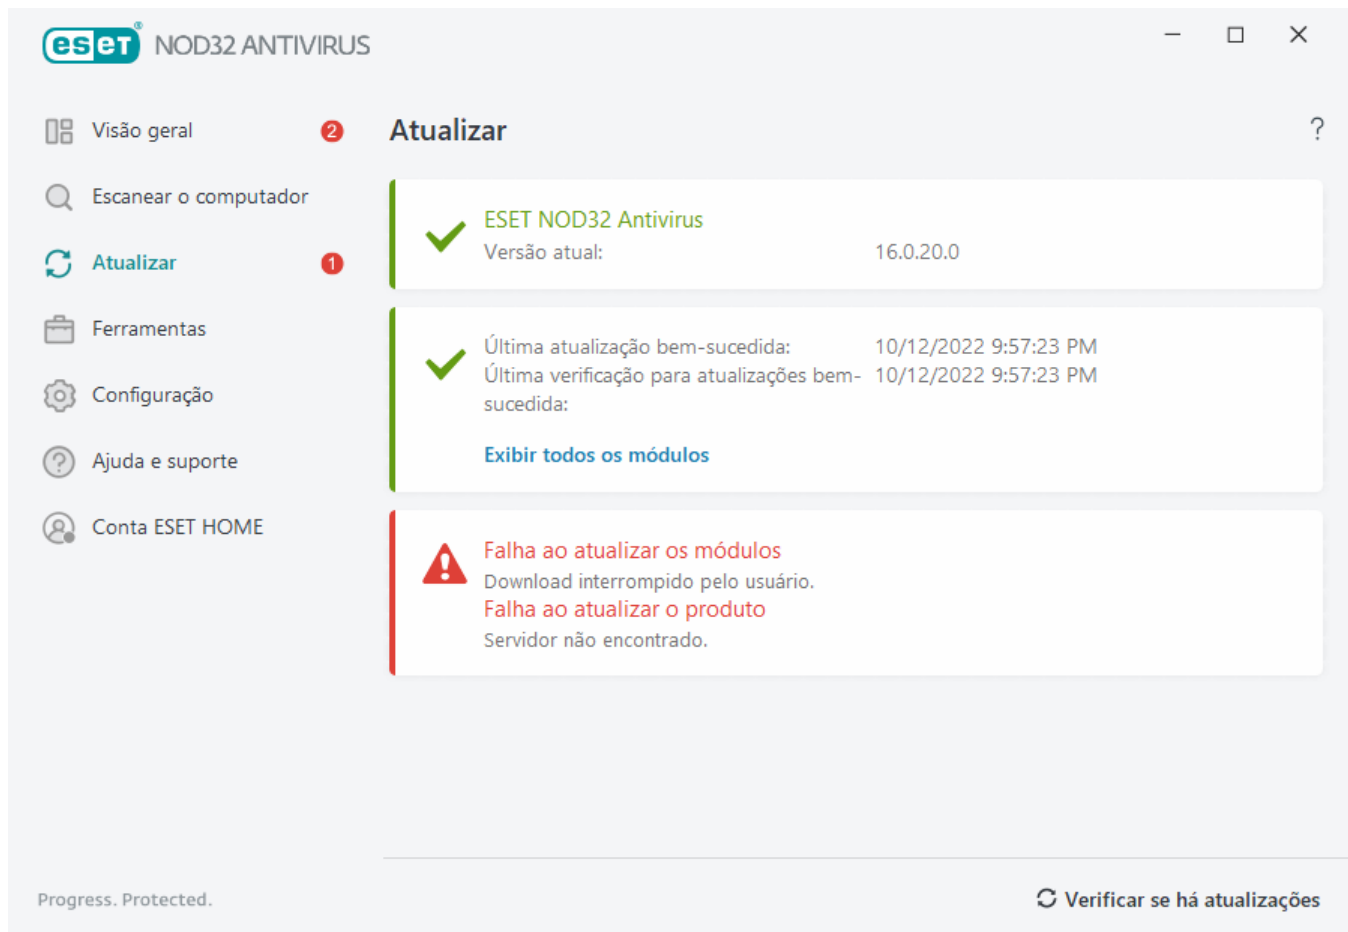 eset® NOD32 ANTIVIRUS
Visão geral 2
Escanear o computador
Atualizar 1
Ferramentas
Configuração
Ajuda e suporte
Conta ESET HOME
Atualizar ?
ESET NOD32 Antivirus
Versão atual: 16.0.20.0
Última atualização bem-sucedida: 10/12/2022 9:57:23 PM
Última verificação para atualizações bem- 10/12/2022 9:57:23 PM
sucedida:
Exibir todos os módulos
Falha ao atualizar os módulos
Download interrompido pelo usuário.
Falha ao atualizar o produto
Servidor não encontrado.
Progress. Protected.
Verificar se há atualizações